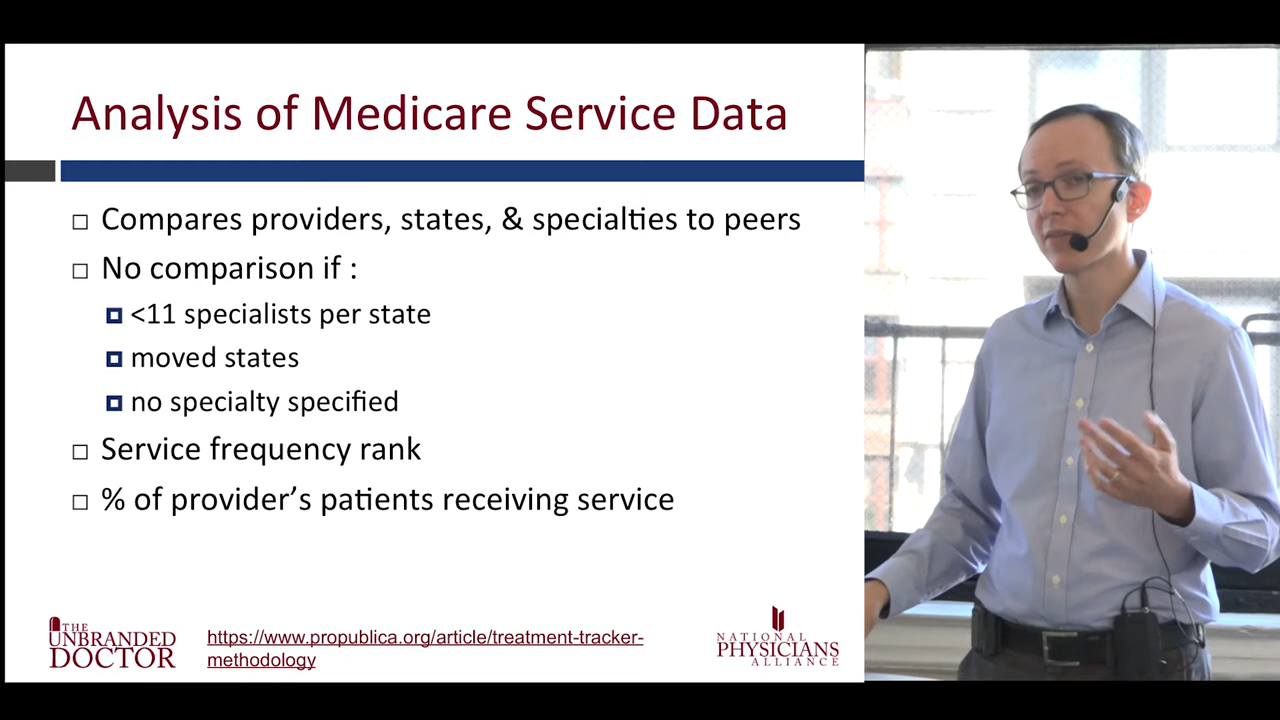 Analysis of Medicare Service Data
Compares providers, states, & specialties to peers
No comparison if :
<11 specialists per state
moved states
no specialty specified
Service frequency rank
% of provider's patients receiving service
THE
UNBRANDED
DOCTOR
https://www.propublica.org/article/treatment-tracker-
methodology
NATIONAL
PHYSICIANS
ALLIANCE